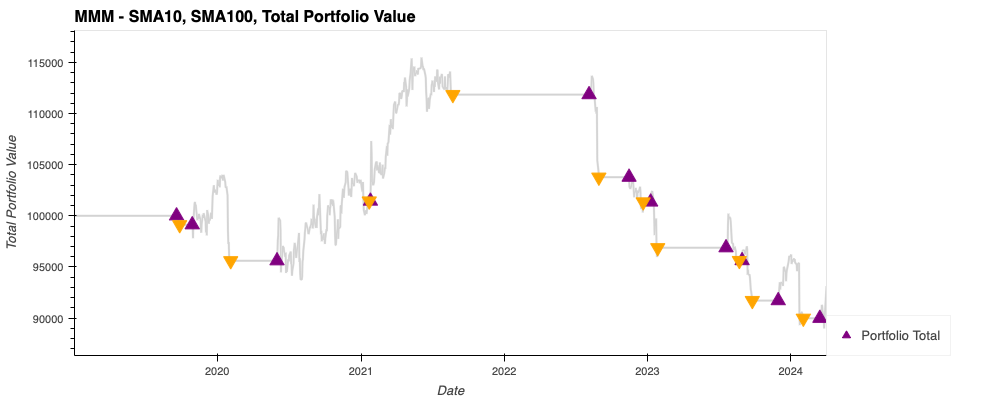 MMM - SMA10, SMA100, Total Portfolio Value
Total Portfolio Value
115000
110000
105000
100000
95000
90000
2020
2021
2022
2023
2024
Date
Portfolio Total